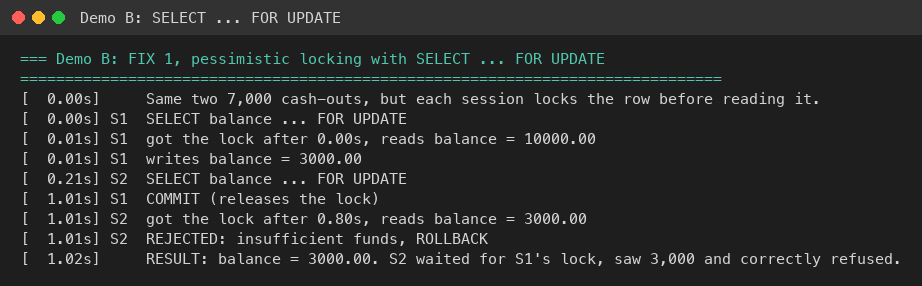 Demo B: SELECT ... FOR UPDATE
=== Demo B: FIX 1, pessimistic locking with SELECT ... FOR UPDATE
==============================================================================
[  0.00s]     Same two 7,000 cash-outs, but each session locks the row before reading it.
[  0.00s] S1  SELECT balance ... FOR UPDATE
[  0.01s] S1  got the lock after 0.00s, reads balance = 10000.00
[  0.01s] S1  writes balance = 3000.00
[  0.21s] S2  SELECT balance ... FOR UPDATE
[  1.01s] S1  COMMIT (releases the lock)
[  1.01s] S2  got the lock after 0.80s, reads balance = 3000.00
[  1.01s] S2  REJECTED: insufficient funds, ROLLBACK
[  1.02s]     RESULT: balance = 3000.00. S2 waited for S1's lock, saw 3,000 and correctly refused.